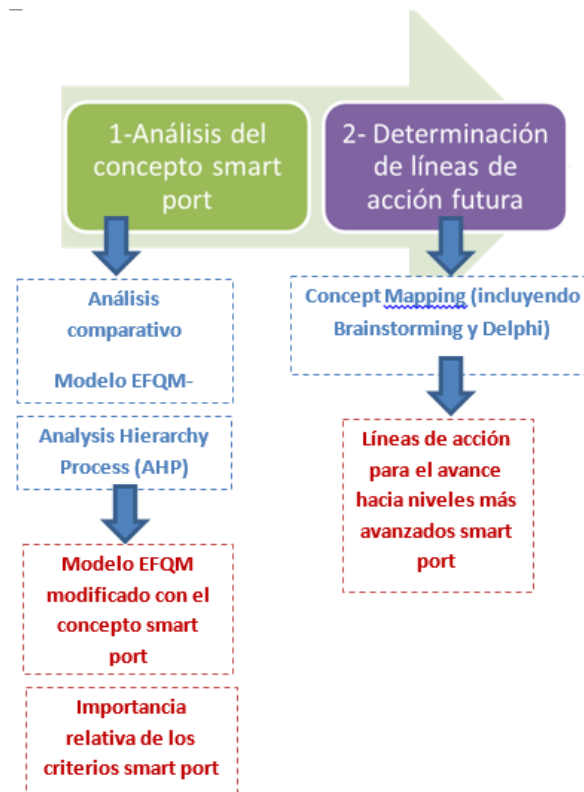 1-Análisis del
concepto smart
port
2- Determinación
de líneas de
acción futura
Análisis
comparativo
Modelo EFQM-
Analysis Hierarchy
Process (AHP)
Modelo EFQM
modificado con el
concepto smart
port
Importancia
relativa de los
criterios smart port
Concept Mapping (incluyendo
Brainstorming y Delphi)
Líneas de acción
para el avance
hacia niveles más
avanzados smart
port